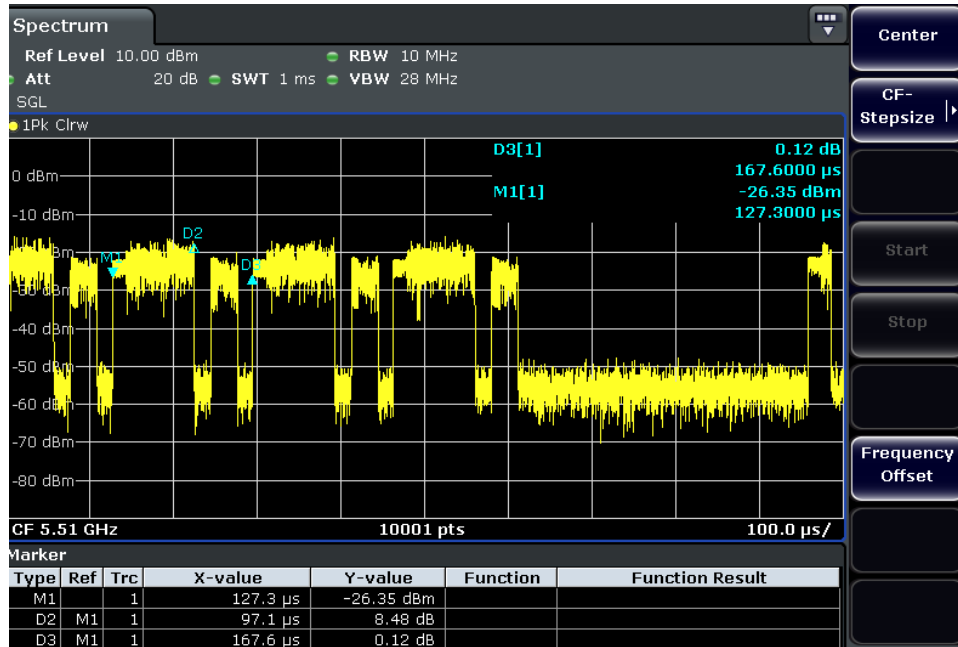 Spectrum
Ref Level 10.00 dBm RBW 10 MHz
Att 20 dB SWT 1 ms VBW 28 MHz
SGL
1Pk Clrw
D3[1] 0.12 dB
167.6000 µs
M1[1] -26.35 dBm
127.3000 µs
0 dBm
-10 dBm
D2
M1
D3
-40 dBm
-50 dBm
-60 dBm
-70 dBm
-80 dBm
CF 5.51 GHz 10001 pts 100.0 µs/
Marker
Type Ref Trc X-value Y-value Function Function Result
M1 1 127.3 µs -26.35 dBm
D2 M1 1 97.1 µs 8.48 dB
D3 M1 1 167.6 µs 0.12 dB
Center
CF-
Stepsize
Start
Stop
Frequency
Offset